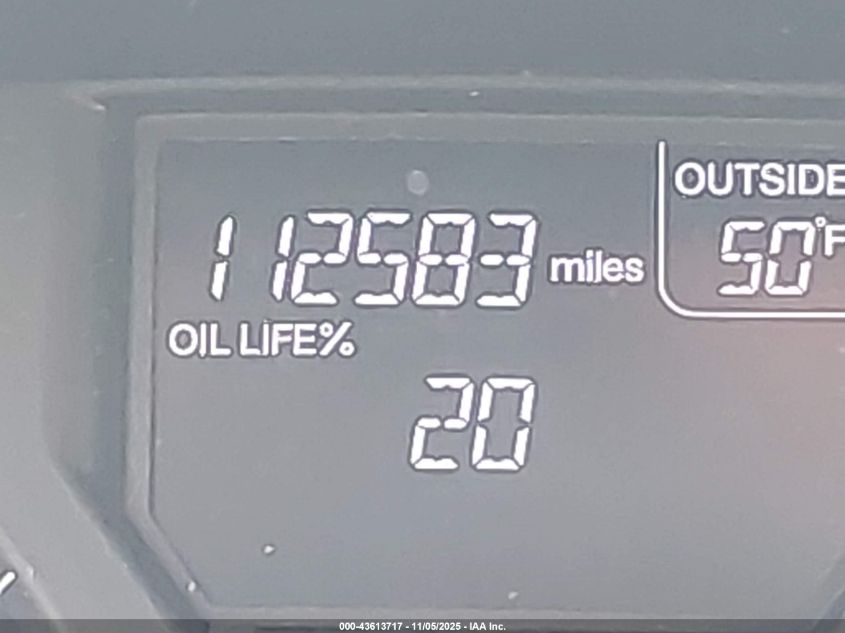 OUTSIDE
112583 miles
50°F
OIL LIFE%
20
000-43613717 - 11/05/2025 - IAA Inc.